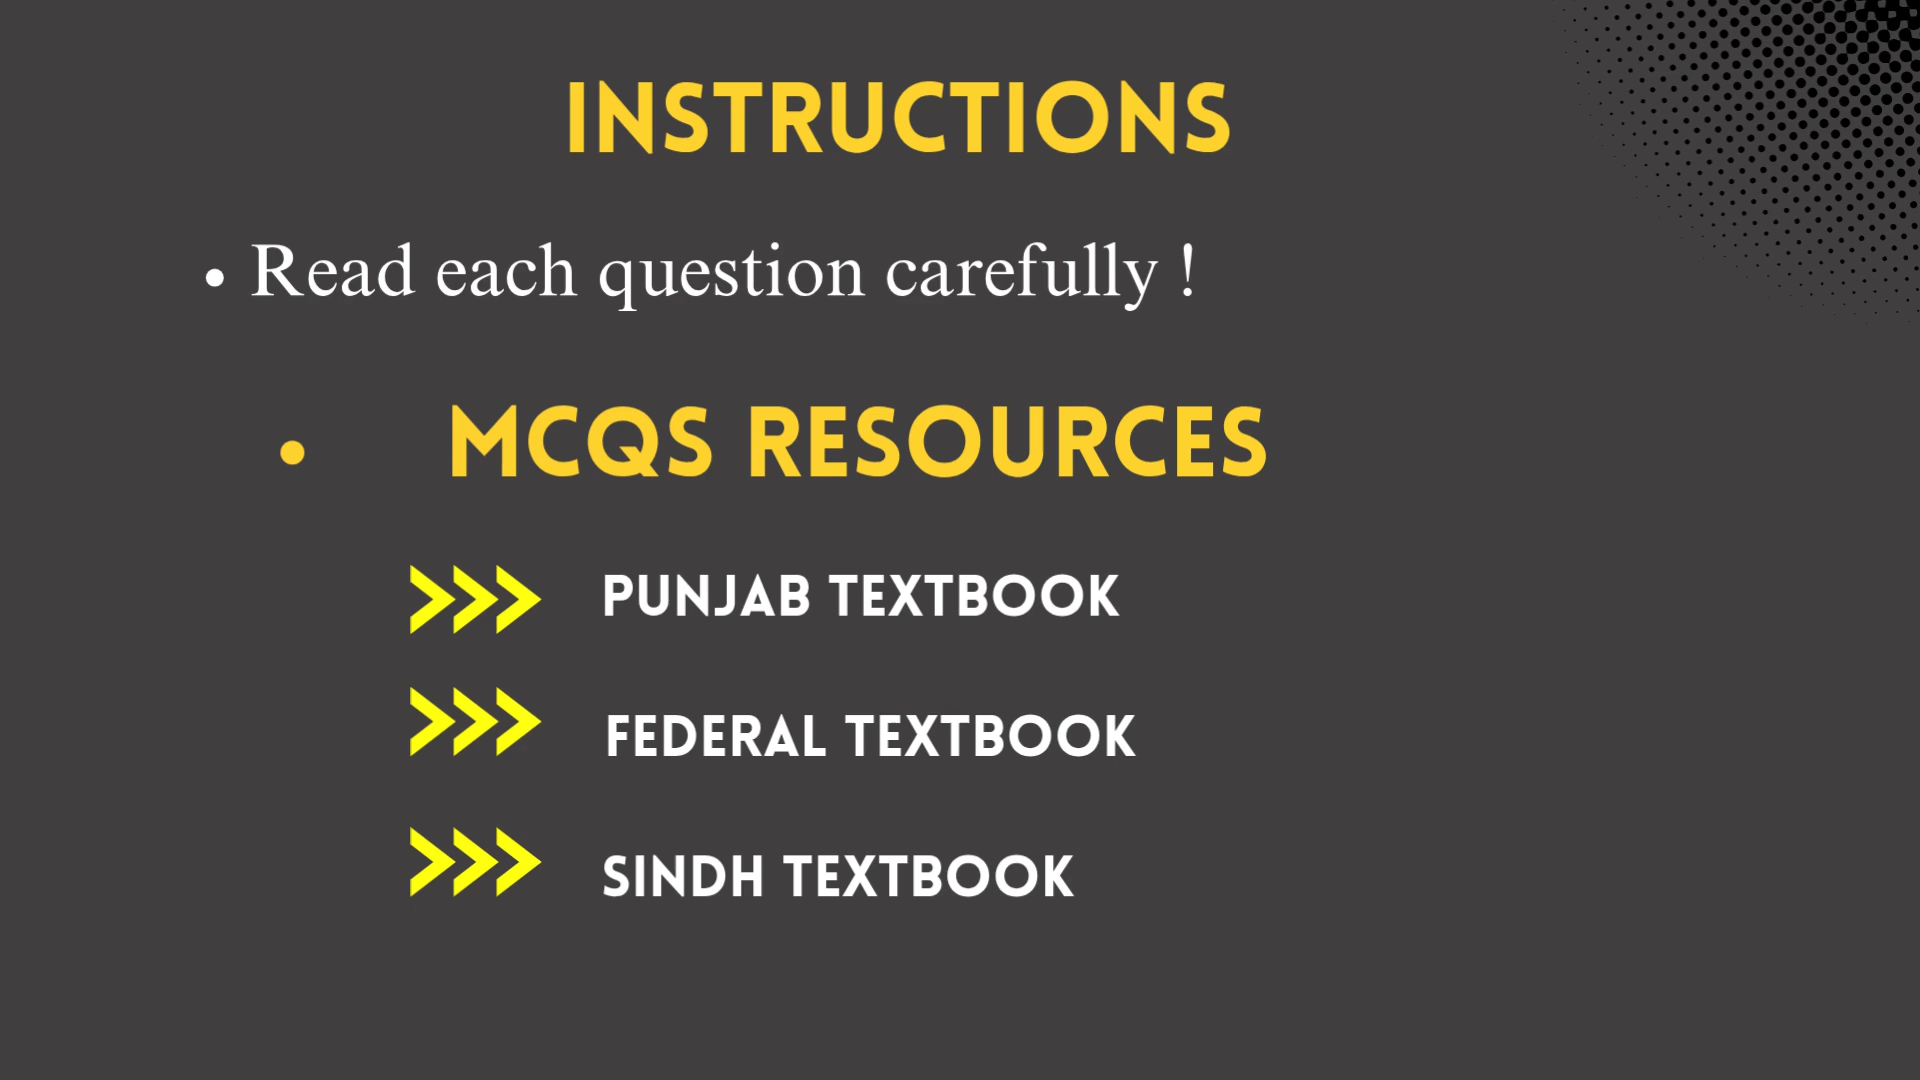 INSTRUCTIONS
• Read each question carefully !
• MCQS RESOURCES
PUNJAB TEXTBOOK
FEDERAL TEXTBOOK
SINDH TEXTBOOK